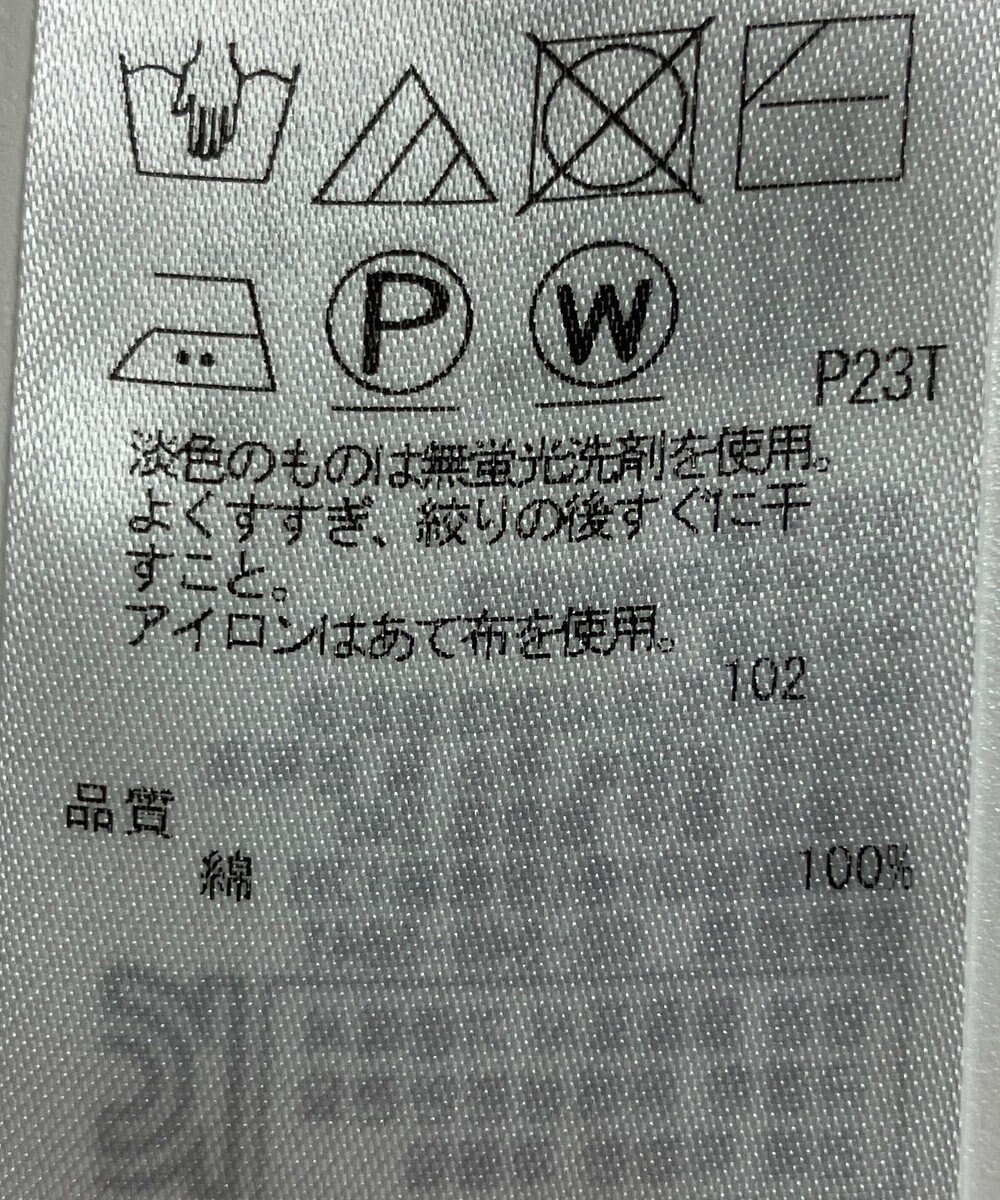 P
W
P23T
淡色のものは無蛍光洗剤を使用。
よくすすぎ、絞りの後すぐに干
すこと。
アイロンはあて布を使用。
102
品質
綿 100%